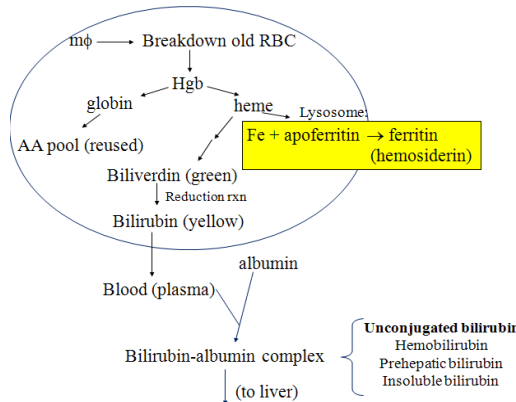 mϕ
Breakdown old RBC
Hgb
globin
heme
Lysosome:
AA pool (reused)
Fe + apoferritin → ferritin
(hemosiderin)
Biliverdin (green)
Reduction rxn
Bilirubin (yellow)
albumin
Blood (plasma)
Bilirubin-albumin complex
Unconjugated bilirubin
Hemobilirubin
Prehepatic bilirubin
Insoluble bilirubin
(to liver)